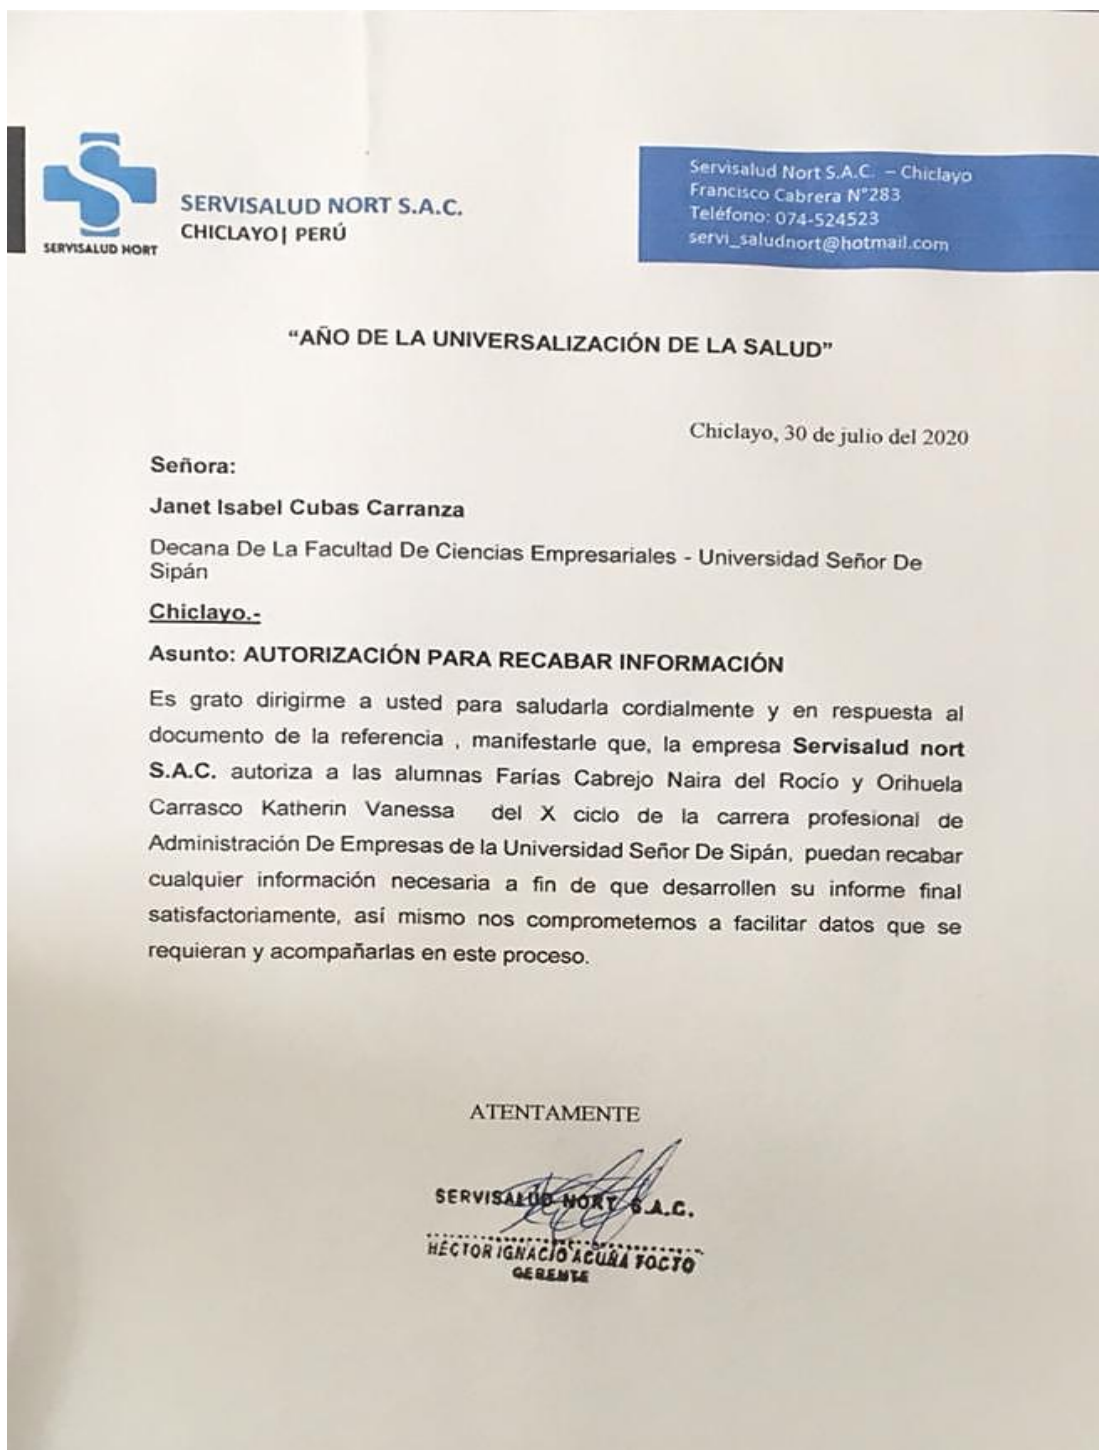 SERVISALUD NORT
SERVISALUD NORT S.A.C.
CHICLAYO| PERÚ
Servisalud Nort S.A.C. – Chiclayo
Francisco Cabrera N°283
Teléfono: 074-524523
servi_saludnort@hotmail.com
“AÑO DE LA UNIVERSALIZACIÓN DE LA SALUD”
Chiclayo, 30 de julio del 2020
Señora:
Janet Isabel Cubas Carranza
Decana De La Facultad De Ciencias Empresariales - Universidad Señor De
Sipán
Chiclayo.-
Asunto: AUTORIZACIÓN PARA RECABAR INFORMACIÓN
Es grato dirigirme a usted para saludarla cordialmente y en respuesta al
documento de la referencia , manifestarle que, la empresa Servisalud nort
S.A.C. autoriza a las alumnas Farías Cabrejo Naira del Rocío y Orihuela
Carrasco Katherin Vanessa del X ciclo de la carrera profesional de
Administración De Empresas de la Universidad Señor De Sipán, puedan recabar
cualquier información necesaria a fin de que desarrollen su informe final
satisfactoriamente, así mismo nos comprometemos a facilitar datos que se
requieran y acompañarlas en este proceso.
ATENTAMENTE
SERVISALUD NORT S.A.C.
HÉCTOR IGNACIO ACUÑA TOCTO
GERENTE